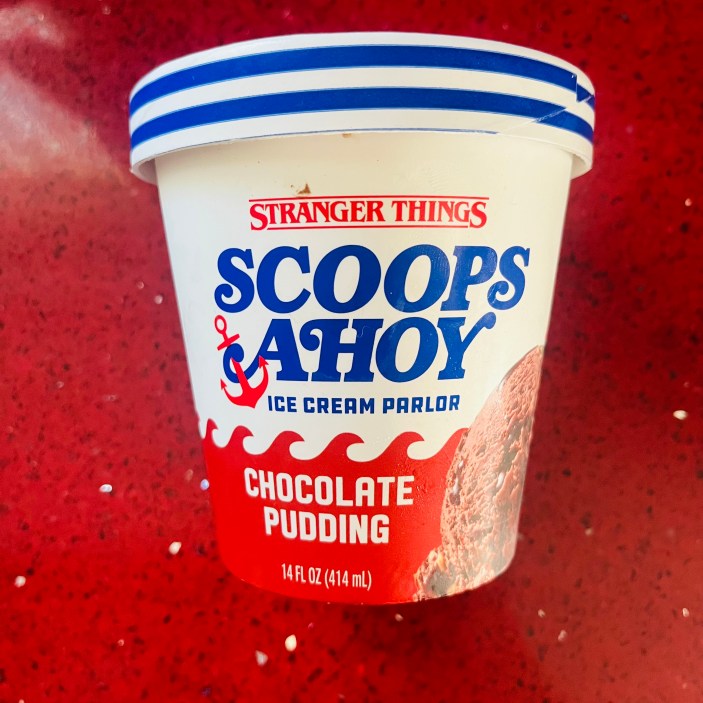 STRANGER THINGS
SCOOPS
AHOY
ICE CREAM PARLOR
CHOCOLATE
PUDDING
14 FL OZ (414 mL)